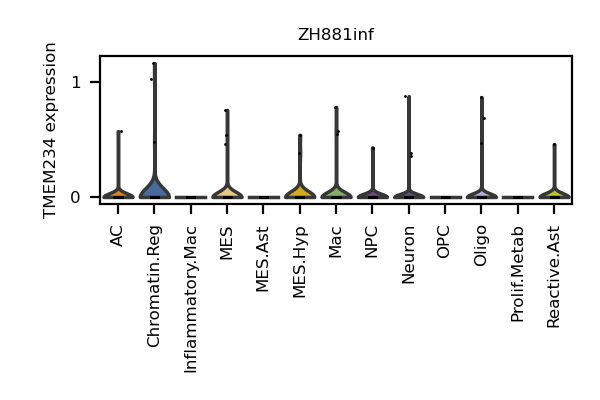 ZH881inf
TMEM234 expression
1
0
AC
Chromatin.Reg
Inflammatory.Mac
MES
MES.Ast
MES.Hyp
Mac
NPC
Neuron
OPC
Oligo
Prolif.Metab
Reactive.Ast